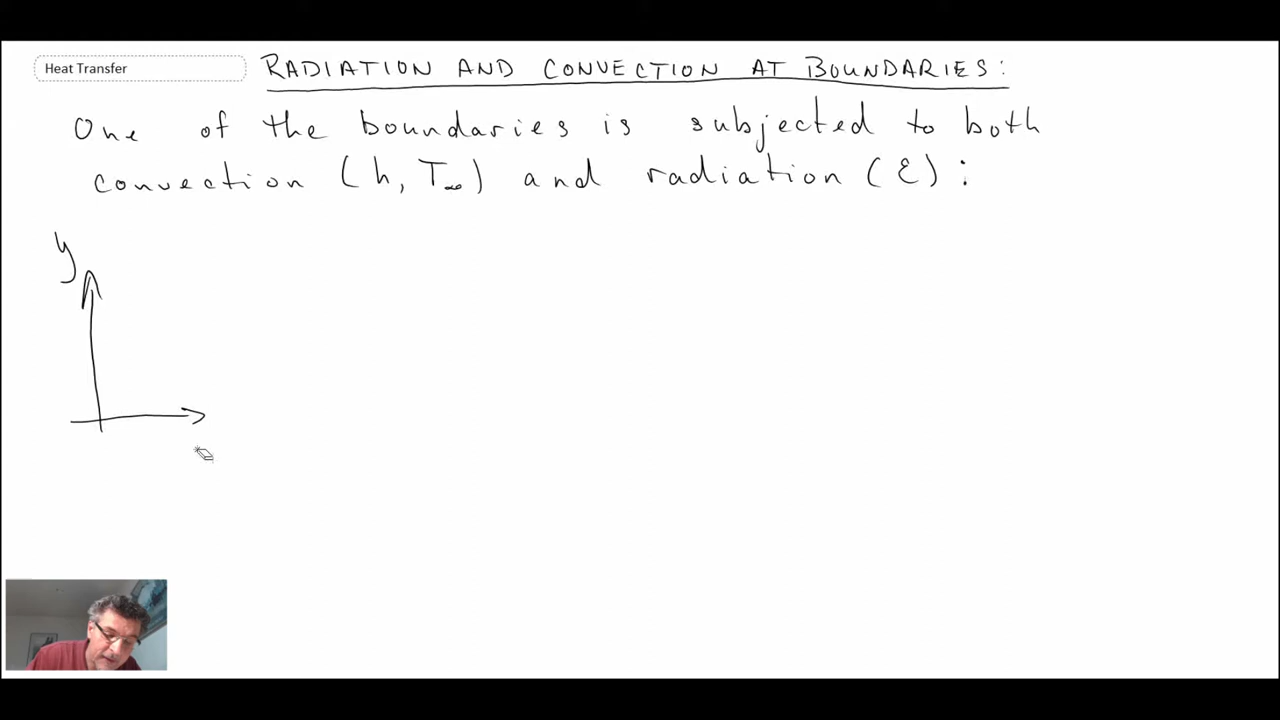 Heat Transfer
RADIATION AND CONVECTION AT BOUNDARIES:
One of the boundaries is subjected to both
convection (h, T∞) and radiation (ε):
y